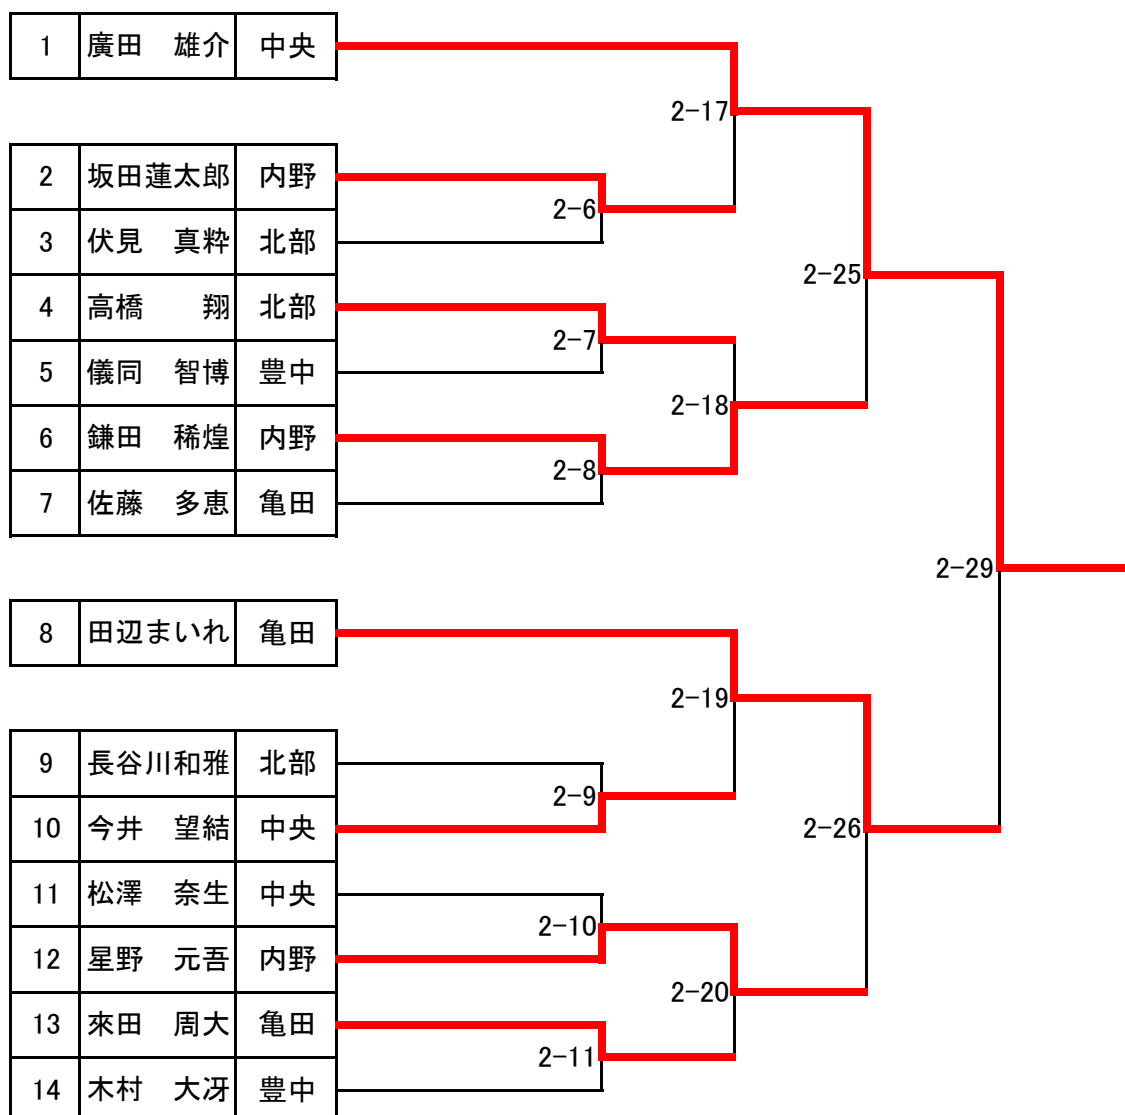 1 廣田 雄介 中央
2-17
2 坂田蓮太郎 内野
2-6
3 伏見 真粋 北部
2-25
4 高橋 翔 北部
2-7
5 儀同 智博 豊中
2-18
6 鎌田 稀煌 内野
2-8
7 佐藤 多恵 亀田
2-29
8 田辺まいれ 亀田
2-19
9 長谷川和雅 北部
2-9
10 今井 望結 中央
2-26
11 松澤 奈生 中央
2-10
12 星野 元吾 内野
2-20
13 來田 周大 亀田
2-11
14 木村 大冴 豊中